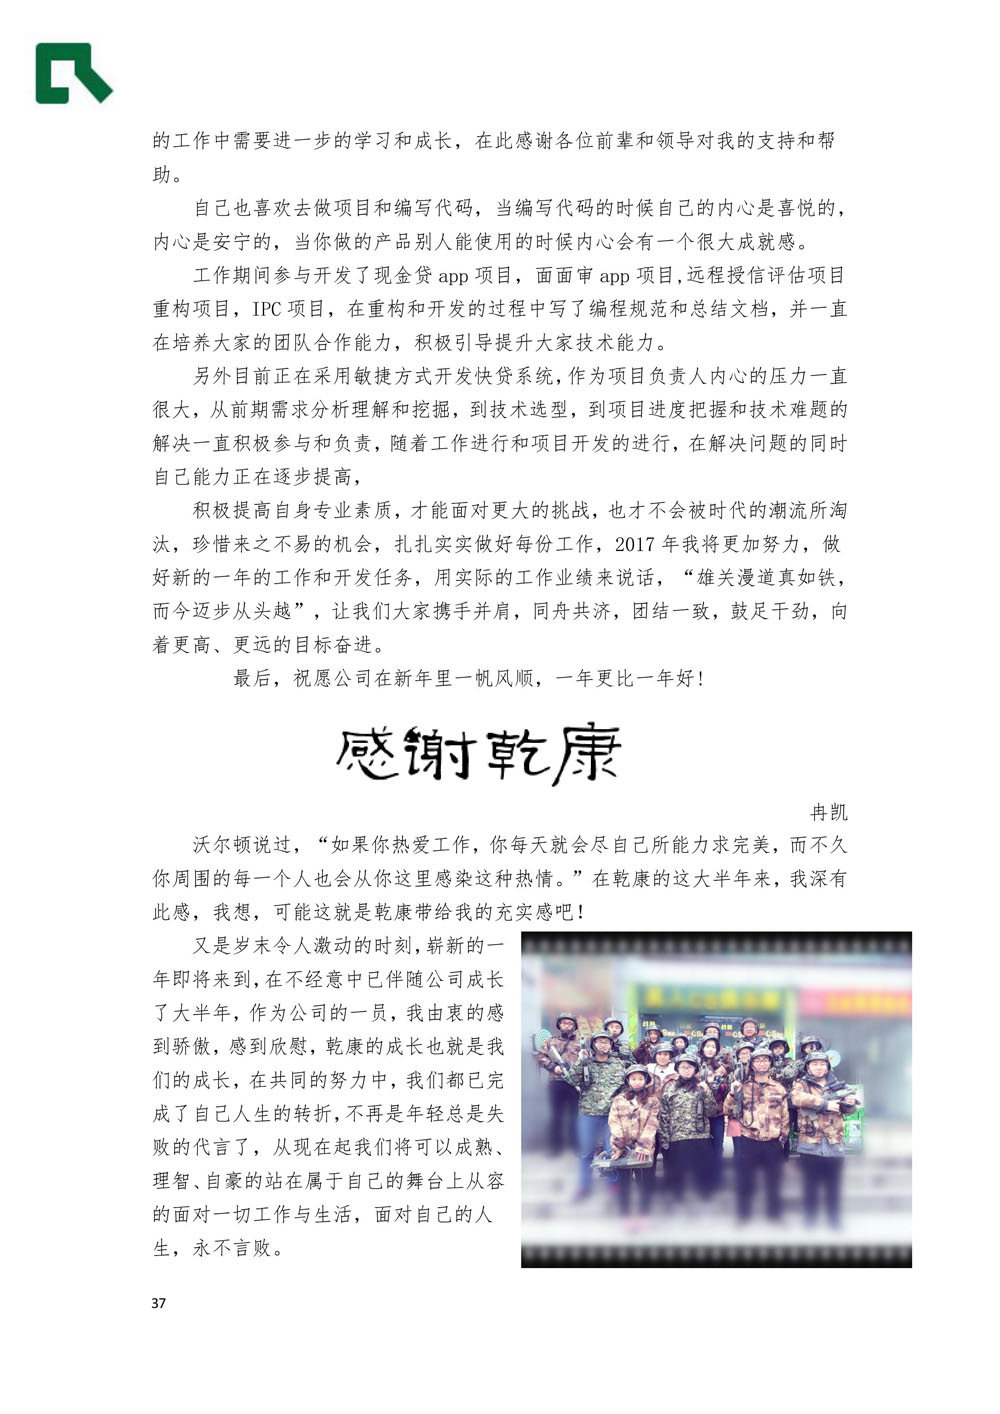 的工作中需要进一步的学习和成长，在此感谢各位前辈和领导对我的支持和帮
助。
自己也喜欢去做项目和编写代码，当编写代码的时候自己的内心是喜悦的，
内心是安宁的，当你做的产品别人能使用的时候内心会有一个很大成就感。
工作期间参与开发了现金贷 app 项目，面面审 app 项目,远程授信评估项目
重构项目，IPC 项目，在重构和开发的过程中写了编程规范和总结文档，并一直
在培养大家的团队合作能力，积极引导提升大家技术能力。
另外目前正在采用敏捷方式开发快贷系统,作为项目负责人内心的压力一直
很大，从前期需求分析理解和挖掘，到技术选型，到项目进度把握和技术难题的
解决一直积极参与和负责，随着工作进行和项目开发的进行，在解决问题的同时
自己能力正在逐步提高，
积极提高自身专业素质，才能面对更大的挑战，也才不会被时代的潮流所淘
汰，珍惜来之不易的机会，扎扎实实做好每份工作，2017 年我将更加努力，做
好新的一年的工作和开发任务，用实际的工作业绩来说话，“雄关漫道真如铁，
而今迈步从头越”，让我们大家携手并肩，同舟共济，团结一致，鼓足干劲，向
着更高、更远的目标奋进。
最后，祝愿公司在新年里一帆风顺，一年更比一年好!
感谢乾康
冉凯
沃尔顿说过，“如果你热爱工作，你每天就会尽自己所能力求完美，而不久
你周围的每一个人也会从你这里感染这种热情。”在乾康的这大半年来，我深有
此感，我想，可能这就是乾康带给我的充实感吧！
又是岁末令人激动的时刻,崭新的一
年即将来到,在不经意中已伴随公司成长
了大半年，作为公司的一员，我由衷的感
到骄傲，感到欣慰，乾康的成长也就是我
们的成长，在共同的努力中，我们都已完
成了自己人生的转折,不再是年轻总是失
败的代言了，从现在起我们将可以成熟、
理智、自豪的站在属于自己的舞台上从容
的面对一切工作与生活，面对自己的人
生，永不言败。
37